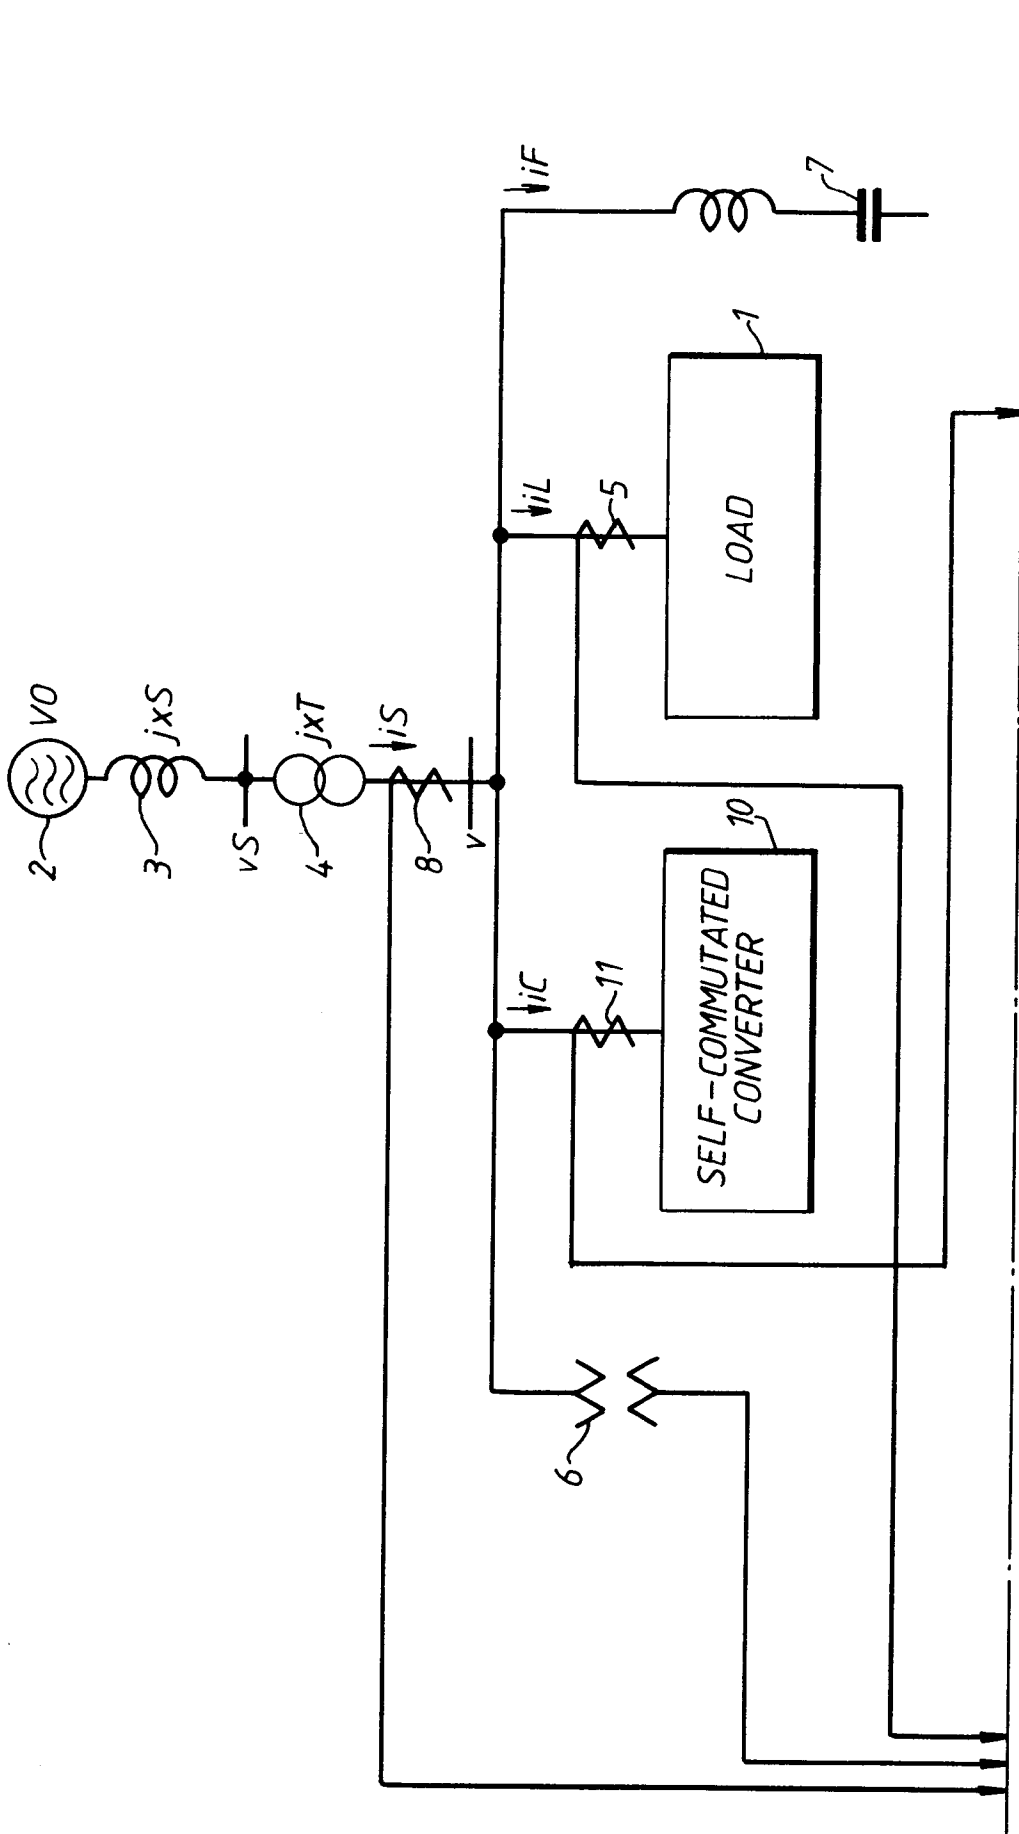 2
VO
3
jxS
vS
4
jxT
8
iS
v
iF
7
iL
5
1
LOAD
iC
11
10
SELF-COMMUTATED
CONVERTER
6